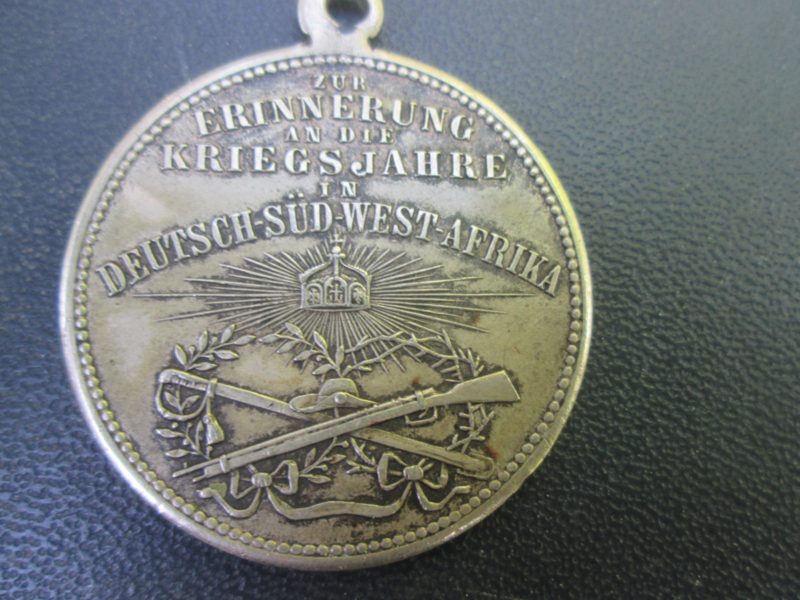 ZUR
ERINNERUNG
AN DIE
KRIEGSJAHRE
IN
DEUTSCH-SÜD-WEST-AFRIKA